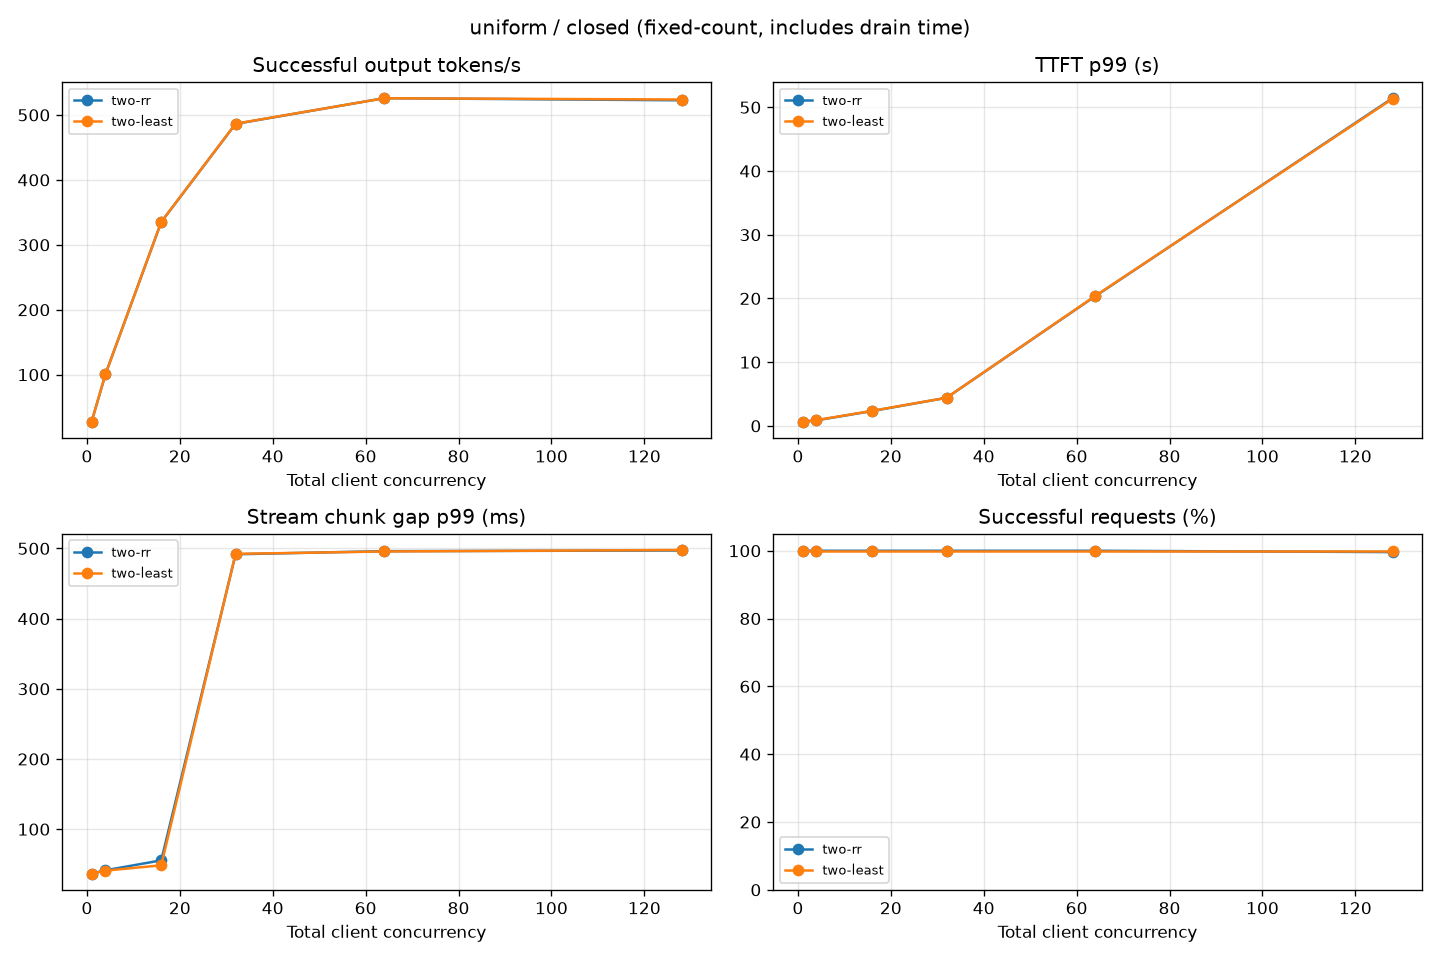 uniform / closed (fixed-count, includes drain time)
Successful output tokens/s
two-rr
two-least
500
400
300
200
100
0 20 40 60 80 100 120
Total client concurrency
TTFT p99 (s)
two-rr
two-least
50
40
30
20
10
0
0 20 40 60 80 100 120
Total client concurrency
Stream chunk gap p99 (ms)
two-rr
two-least
500
400
300
200
100
0 20 40 60 80 100 120
Total client concurrency
Successful requests (%)
100
80
60
40
20
0
two-rr
two-least
0 20 40 60 80 100 120
Total client concurrency